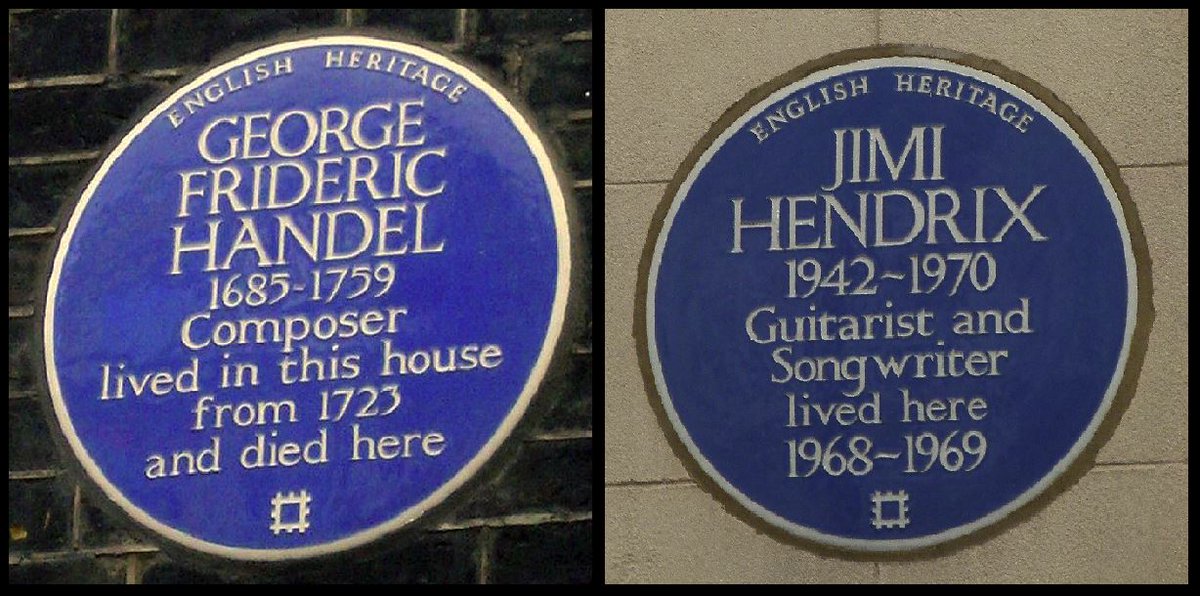 ENGLISH HERITAGE
GEORGE
FRIDERIC
HANDEL
1685-1759
Composer
lived in this house
from 1723
and died here
ENGLISH HERITAGE
JIMI
HENDRIX
1942~1970
Guitarist and
Songwriter
lived here
1968~1969